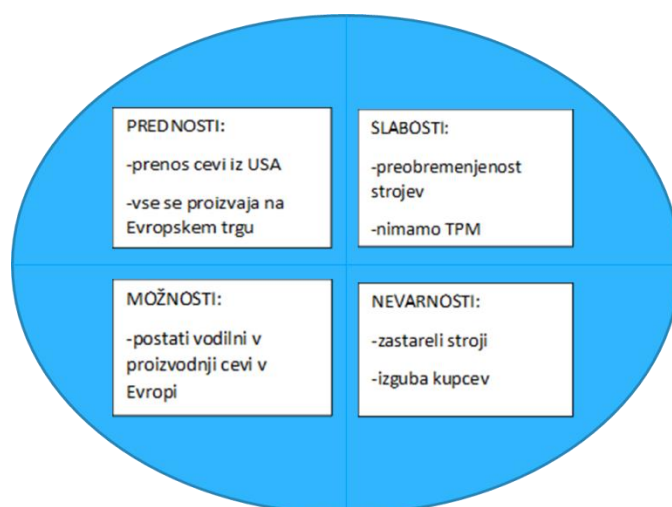 PREDNOSTI:
-prenos cevi iz USA
-vse se proizvaja na
Evropskem trgu
SLABOSTI:
-preobremenjenost
strojev
-nimamo TPM
MOŽNOSTI:
-postati vodilni v
proizvodnji cevi v
Evropi
NEVARNOSTI:
-zastareli stroji
-izguba kupcev